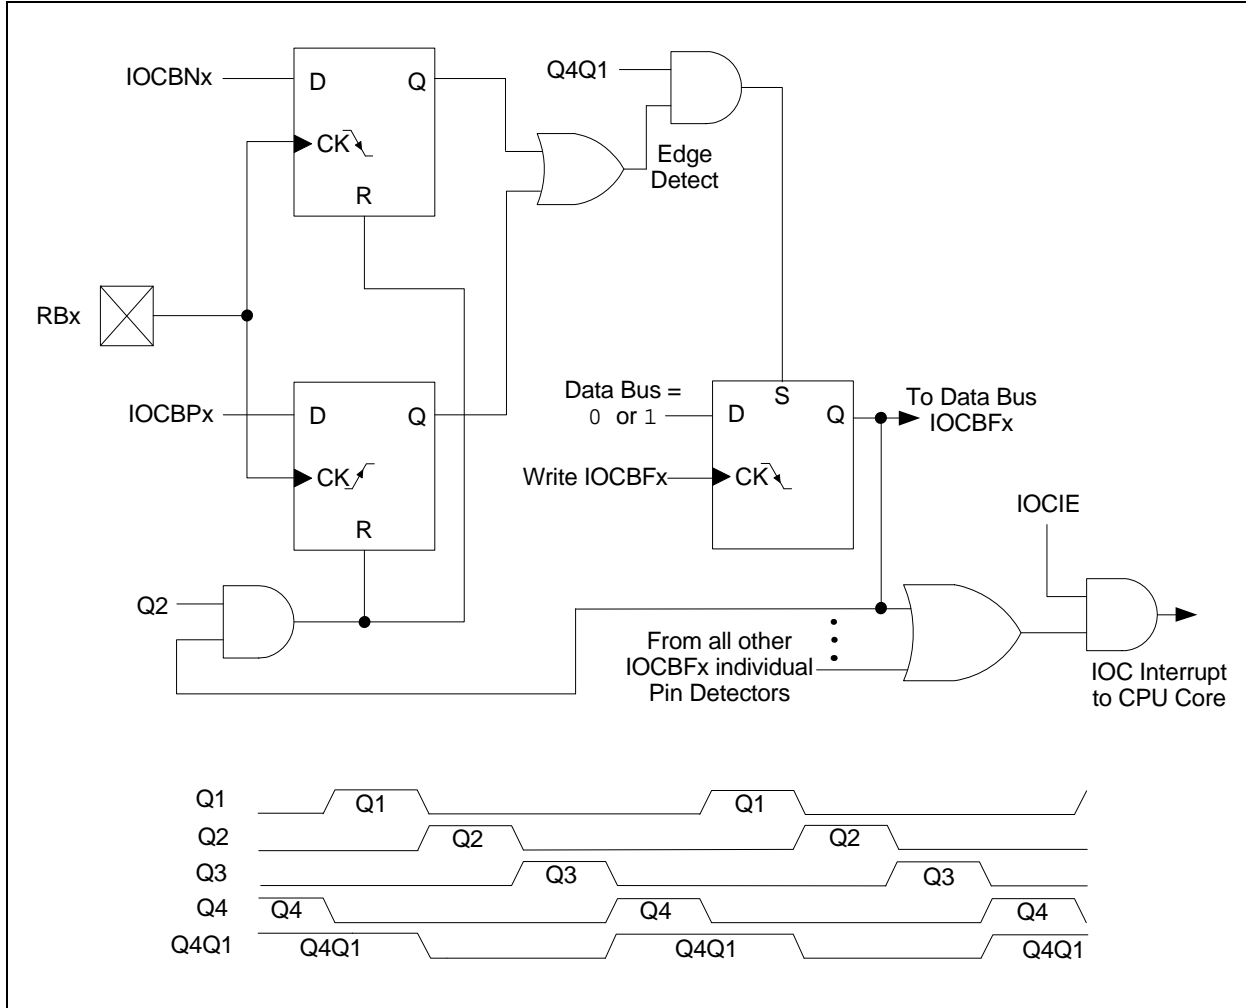 IOCBNx
D
Q
CK
R
Q4Q1
Edge
Detect
RBx
IOCBPx
D
Q
CK
R
Data Bus =
0 or 1
S
D
Q
To Data Bus
IOCBFx
Write IOCBFx
CK
IOCIE
Q2
From all other
IOCBFx individual
Pin Detectors
IOC Interrupt
to CPU Core
Q1 Q1 Q1
Q2 Q2 Q2
Q3 Q3 Q3
Q4 Q4 Q4 Q4
Q4Q1 Q4Q1 Q4Q1 Q4Q1